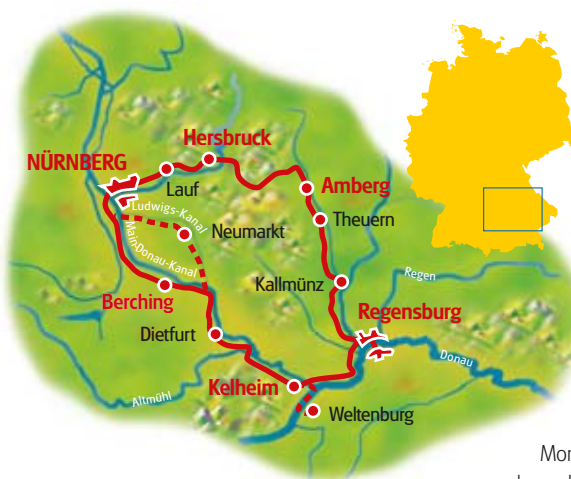 Hersbruck
NÜRNBERG
Lauf
Amberg
Ludwigs-Kanal
Theuern
Neumarkt
Main-Donau-Kanal
Regen
Kallmünz
Berching
Regensburg
Dietfurt
Donau
Kelheim
Altmühl
Weltenburg
Mor